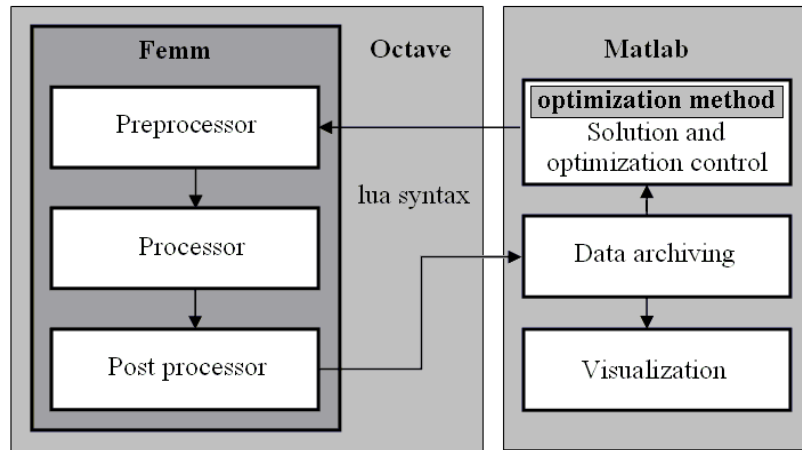 Femm
Octave
Matlab
Preprocessor
optimization method
Solution and
optimization control
lua syntax
Processor
Data archiving
Post processor
Visualization